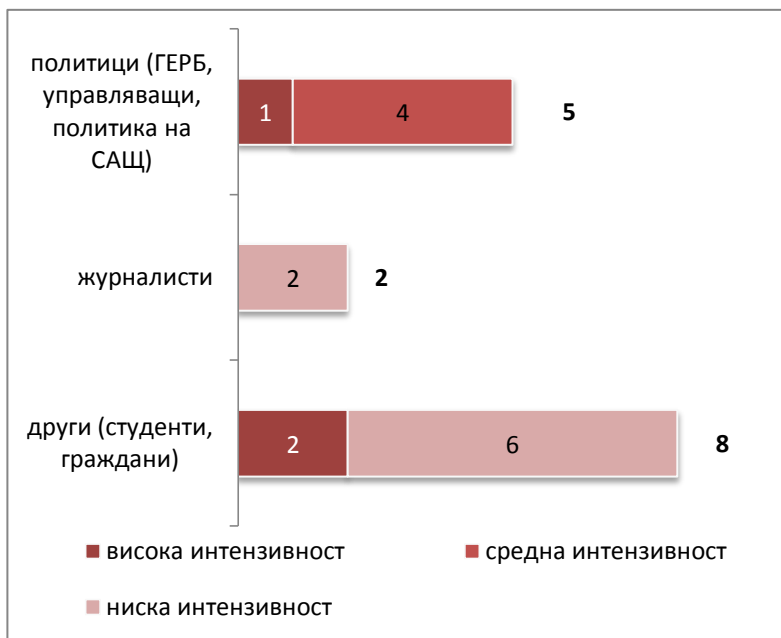 политици (ГЕРБ,
управляващи,
политика на
САЩ)
1
4
5
журналисти
2
2
други (студенти,
граждани)
2
6
8
висока интензивност
средна интензивност
ниска интензивност